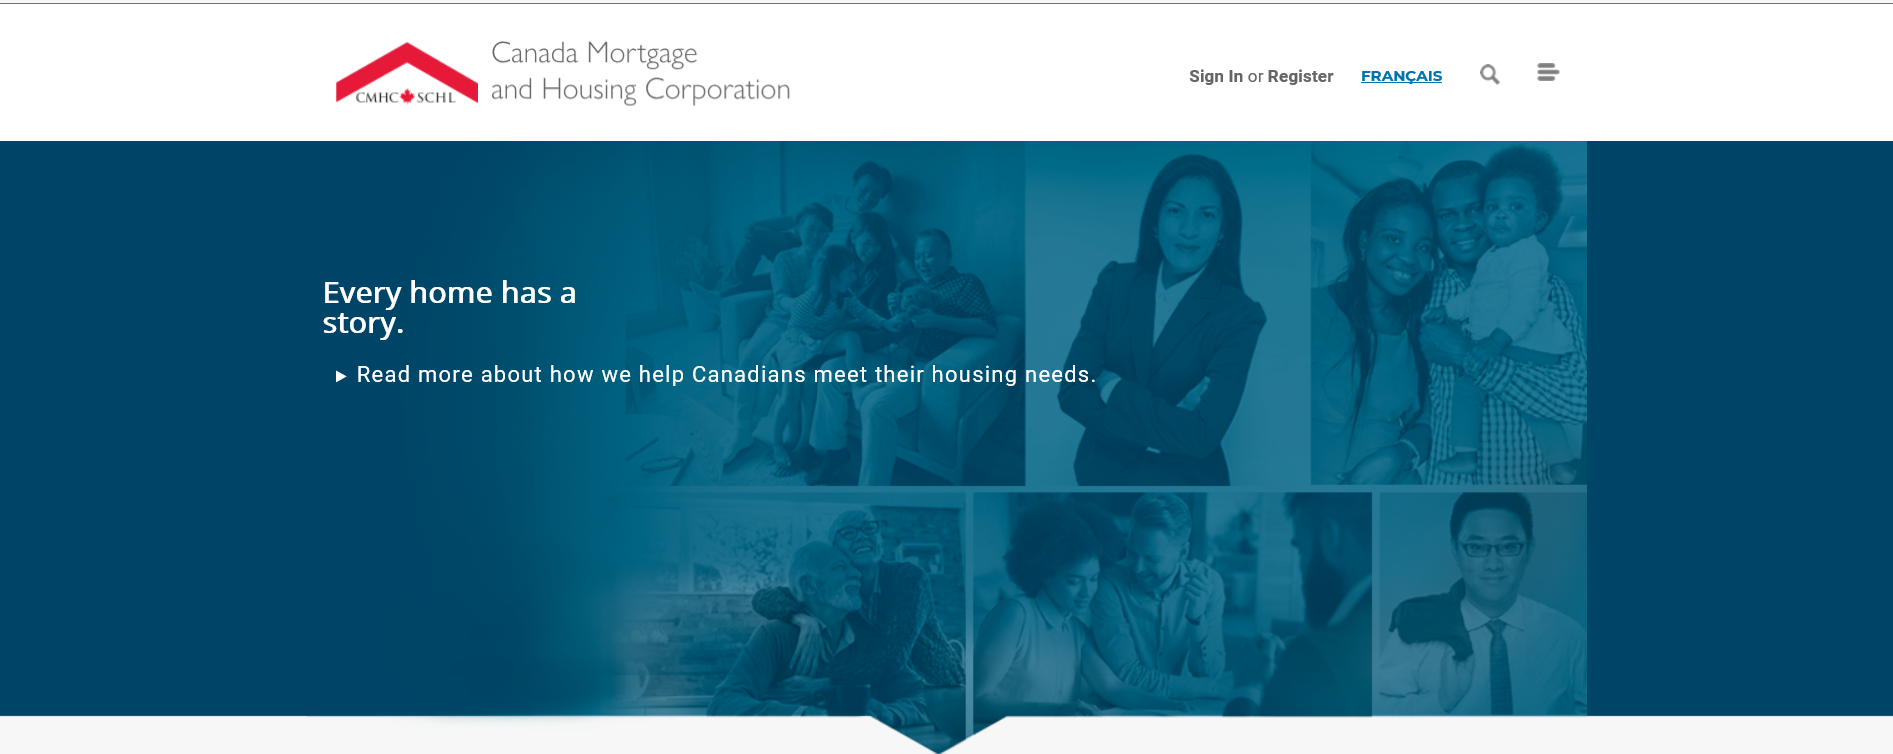 Canada Mortgage
and Housing Corporation
CMHC SCHL
Sign In or Register
FRANÇAIS
Every home has a
story.
Read more about how we help Canadians meet their housing needs.